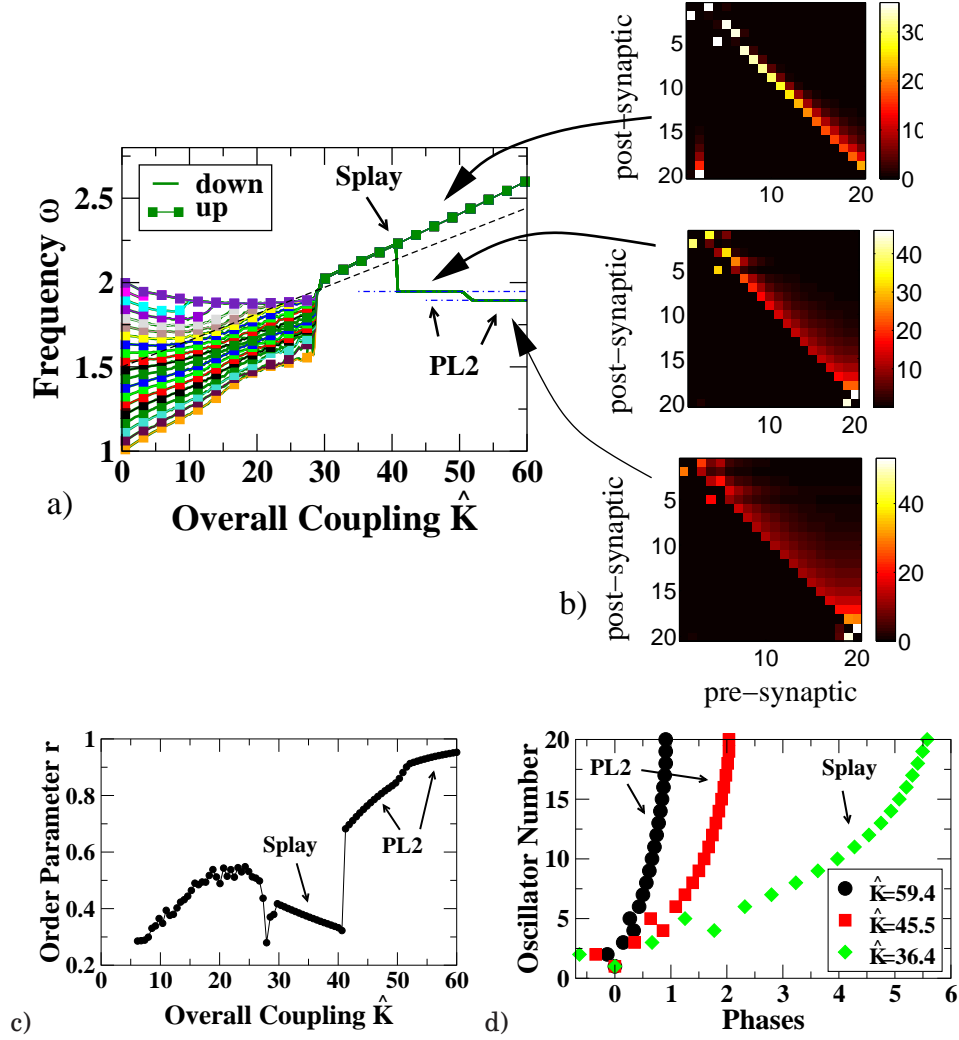 down
up
Splay
PL2
Frequency ω
2.5
2
1.5
1
0 10 20 30 40 50 60
Overall Coupling K̂
a)
post-synaptic
5
10
15
20
10 20
30
20
10
0
post-synaptic
5
10
15
20
10 20
40
30
20
10
0
post-synaptic
5
10
15
20
10 20
40
20
0
pre-synaptic
b)
Order Parameter r
1
0.8
0.6
0.4
0.2
0 10 20 30 40 50 60
Overall Coupling K̂
Splay
PL2
c)
Oscillator Number
20
15
10
5
0
0 1 2 3 4 5 6
Phases
PL2
Splay
K̂=59.4
K̂=45.5
K̂=36.4
d)